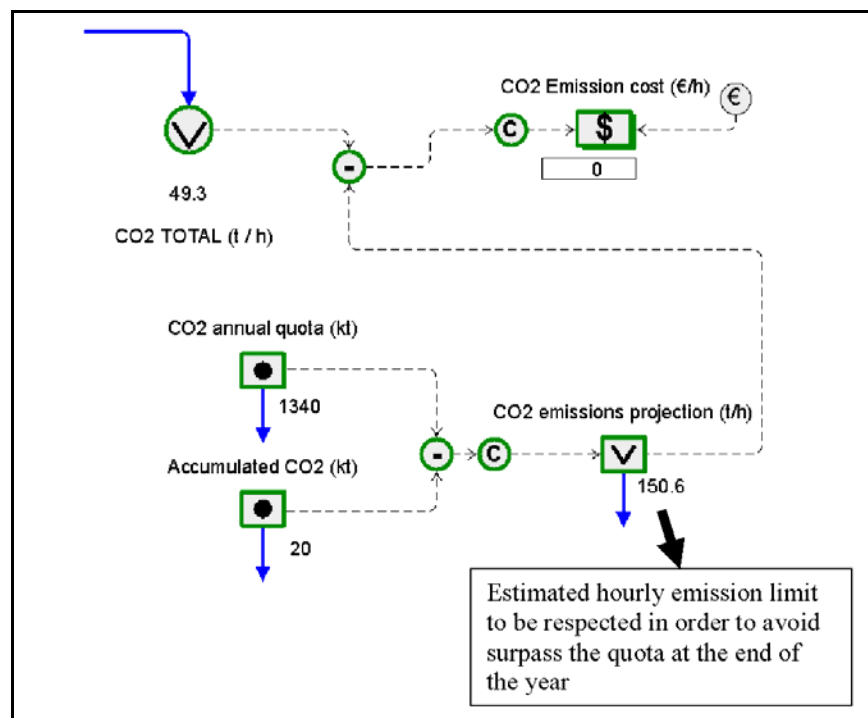 CO2 Emission cost (€/h)
€
C
$
-
0
49.3
CO2 TOTAL (t / h)
CO2 annual quota (kt)
1340
CO2 emissions projection (t/h)
-
C
Accumulated CO2 (kt)
150.6
20
Estimated hourly emission limit
to be respected in order to avoid
surpass the quota at the end of
the year